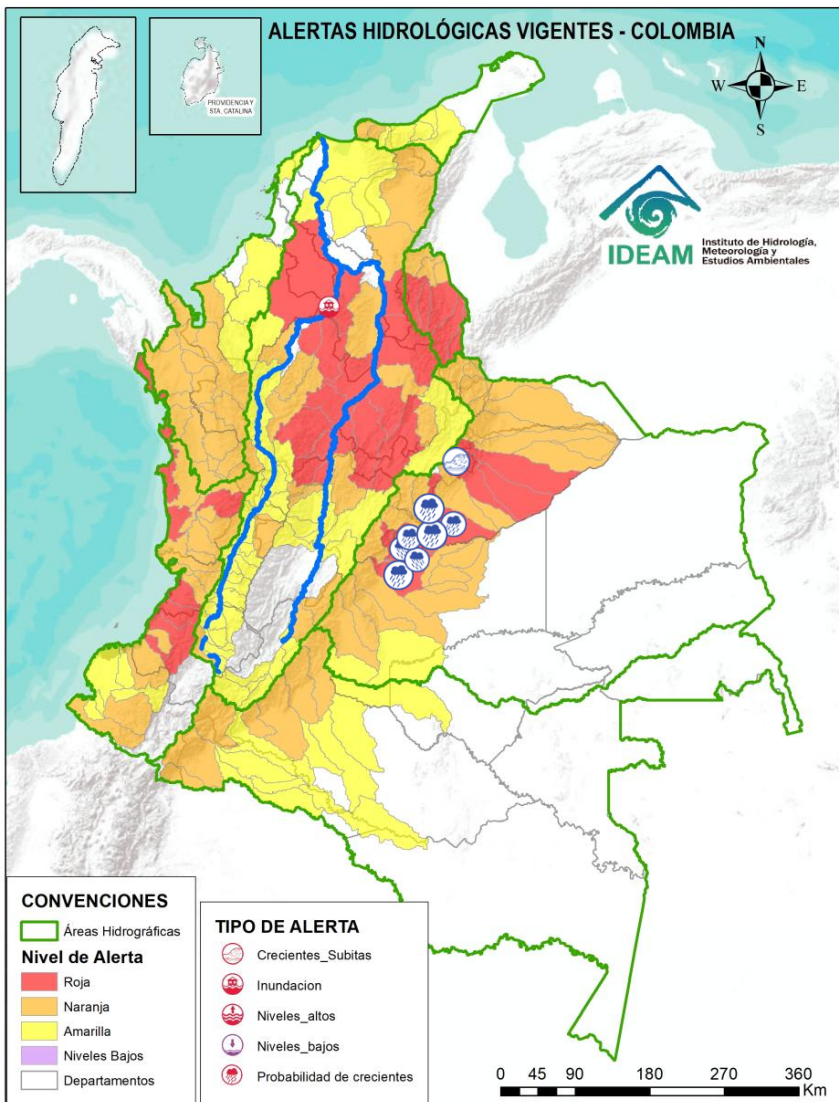 ALERTAS HIDROLÓGICAS VIGENTES - COLOMBIA
PROVIDENCIA Y
STA. CATALINA
N
W
E
S
IDEAM
Instituto de Hidrología,
Meteorología y
Estudios Ambientales
CONVENCIONES
Áreas Hidrográficas
Nivel de Alerta
Roja
Naranja
Amarilla
Niveles Bajos
Departamentos
TIPO DE ALERTA
Crecientes_Subitas
Inundacion
Niveles_altos
Niveles_bajos
Probabilidad de crecientes
0 45 90 180 270 360
Km